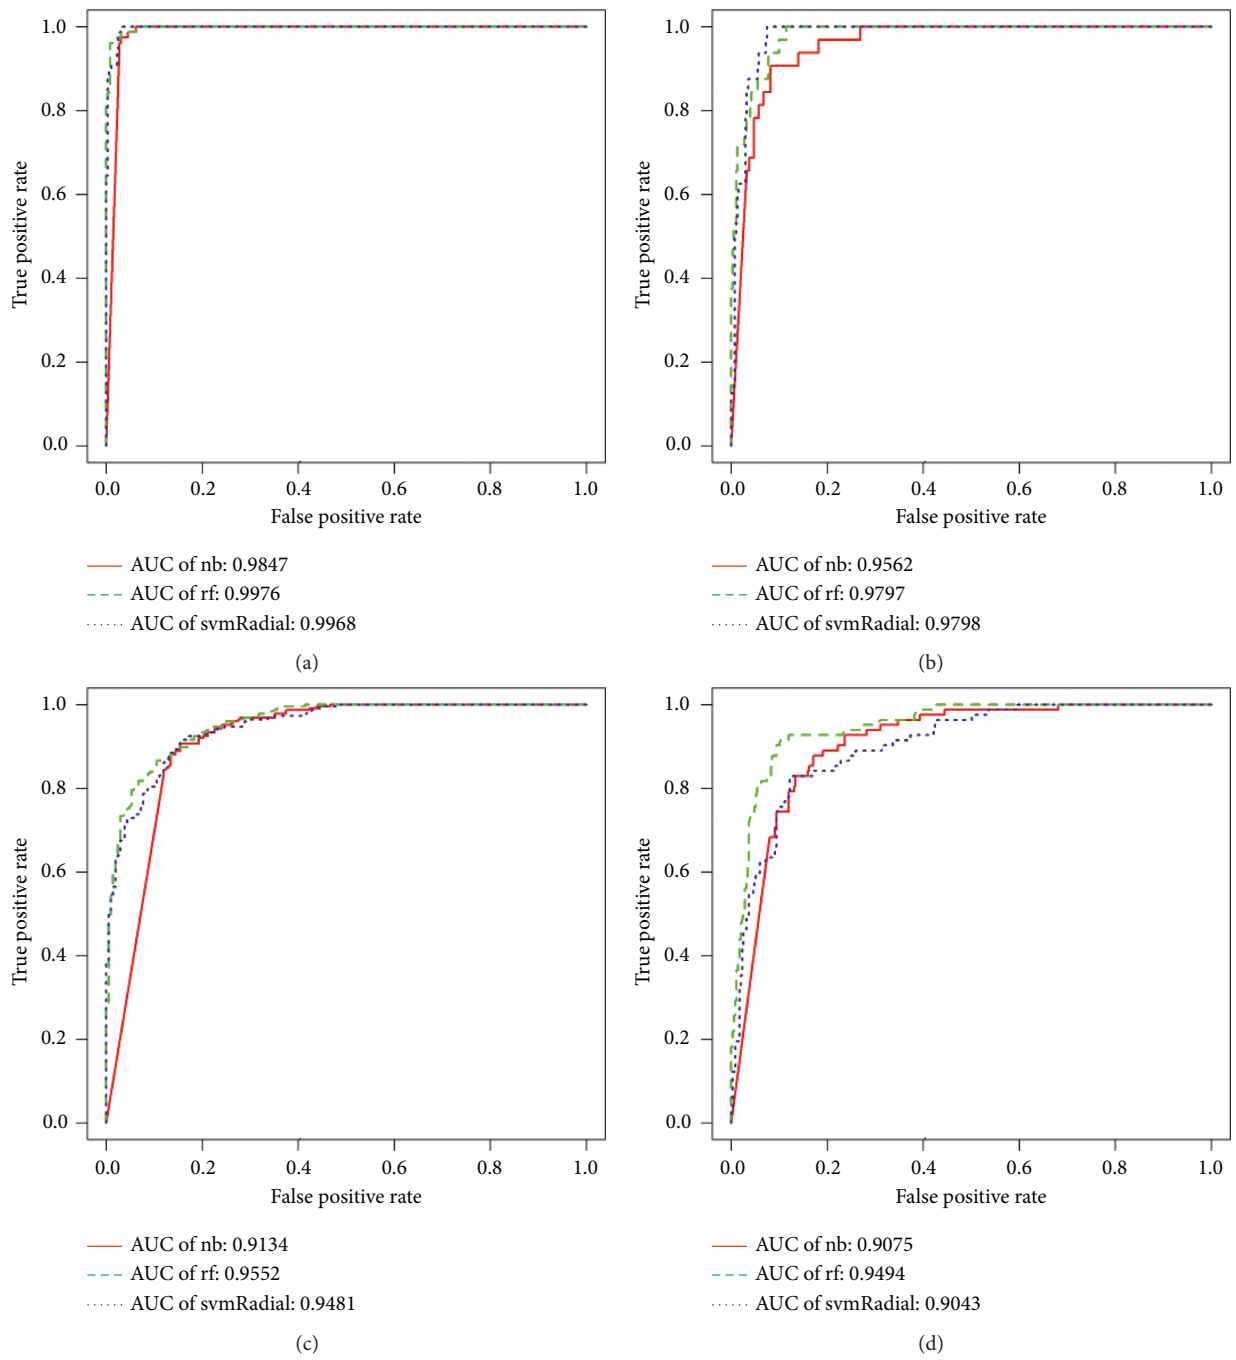 True positive rate
1.0
0.8
0.6
0.4
0.2
0.0
0.0 0.2 0.4 0.6 0.8 1.0
False positive rate
AUC of nb: 0.9847
AUC of rf: 0.9976
AUC of svmRadial: 0.9968
(a)
True positive rate
1.0
0.8
0.6
0.4
0.2
0.0
0.0 0.2 0.4 0.6 0.8 1.0
False positive rate
AUC of nb: 0.9562
AUC of rf: 0.9797
AUC of svmRadial: 0.9798
(b)
True positive rate
1.0
0.8
0.6
0.4
0.2
0.0
0.0 0.2 0.4 0.6 0.8 1.0
False positive rate
AUC of nb: 0.9134
AUC of rf: 0.9552
AUC of svmRadial: 0.9481
(c)
True positive rate
1.0
0.8
0.6
0.4
0.2
0.0
0.0 0.2 0.4 0.6 0.8 1.0
False positive rate
AUC of nb: 0.9075
AUC of rf: 0.9494
AUC of svmRadial: 0.9043
(d)